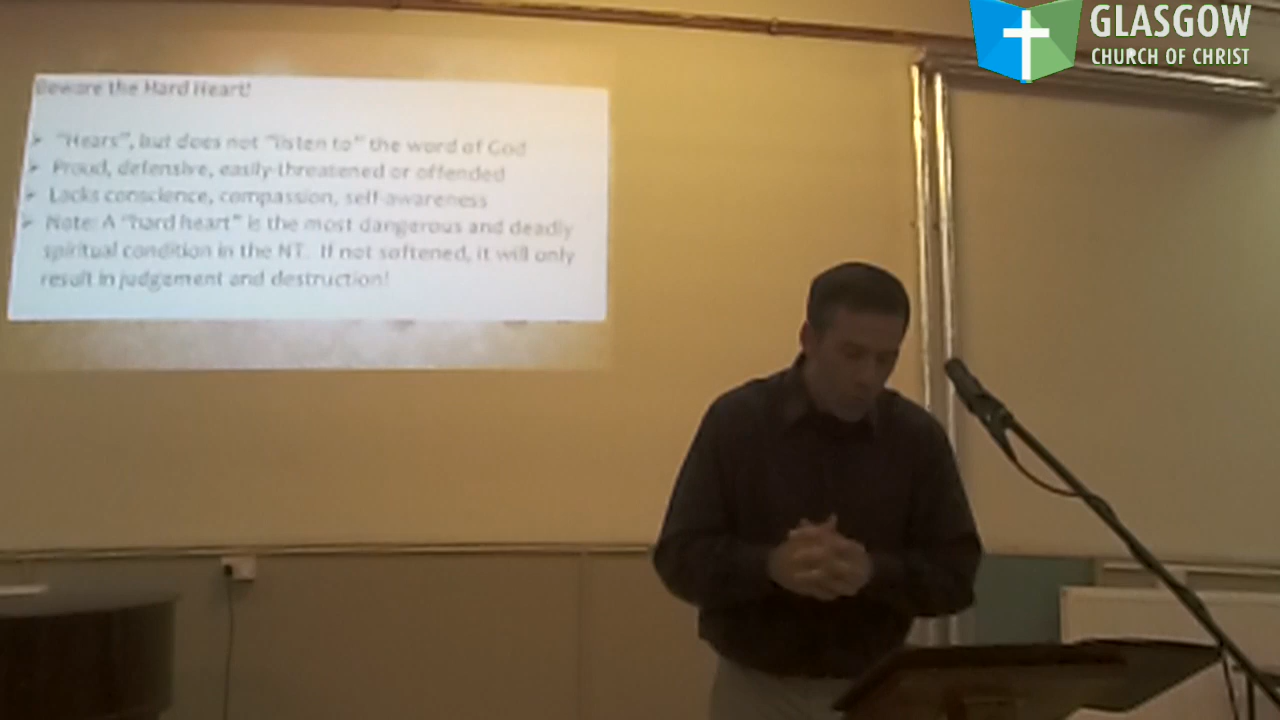 GLASGOW
CHURCH OF CHRIST
Beware the Hard Heart!
➢ "Hears", but does not "listen to" the word of God
➢ Proud, defensive, easily-threatened or offended
➢ Lacks conscience, compassion, self-awareness
➢ Note: A "hard heart" is the most dangerous and deadly
spiritual condition in the NT. If not softened, it will only
result in judgement and destruction!